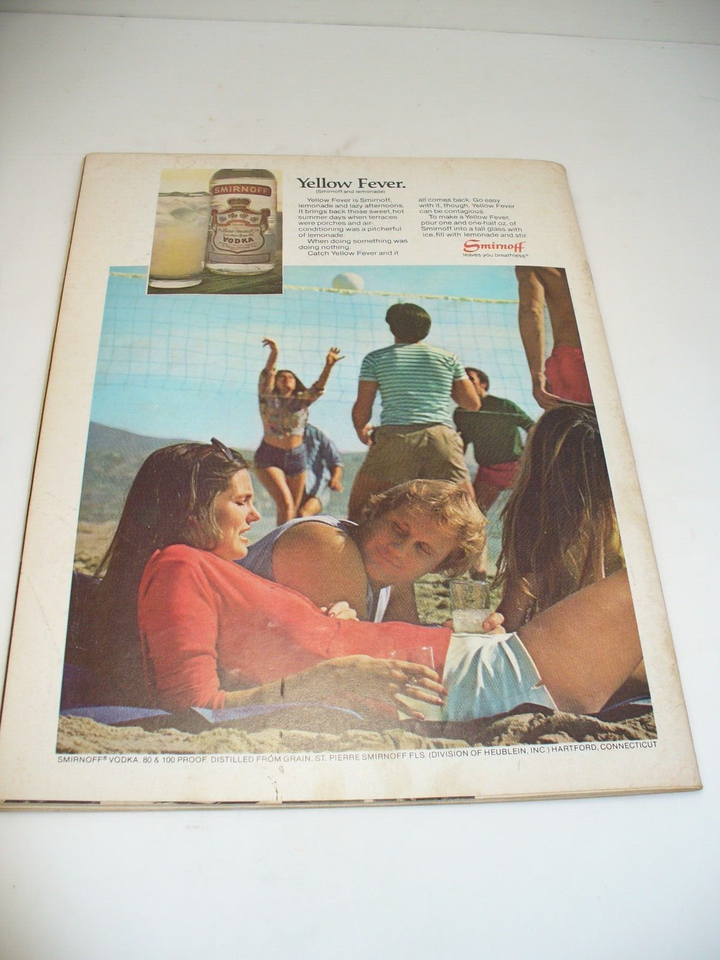 Yellow Fever.
(Smirnoff and lemonade)
Yellow Fever is Smirnoff,
lemonade and lazy afternoons.
It brings back those sweet, hot
summer days when terraces
were porches and air-
conditioning was a pitcherful
of lemonade.
When doing something was
doing nothing.
Catch Yellow Fever and it
all comes back. Go easy
with it, though. Yellow Fever
can be contagious.
To make a Yellow Fever,
pour one and one-half oz. of
Smirnoff into a tall glass with
ice, fill with lemonade and stir.
Smirnoff
leaves you breathless®
SMIRNOFF
VODKA
SMIRNOFF® VODKA. 80 & 100 PROOF. DISTILLED FROM GRAIN. STE. PIERRE SMIRNOFF FLS. (DIVISION OF HEUBLEIN, INC.) HARTFORD, CONNECTICUT